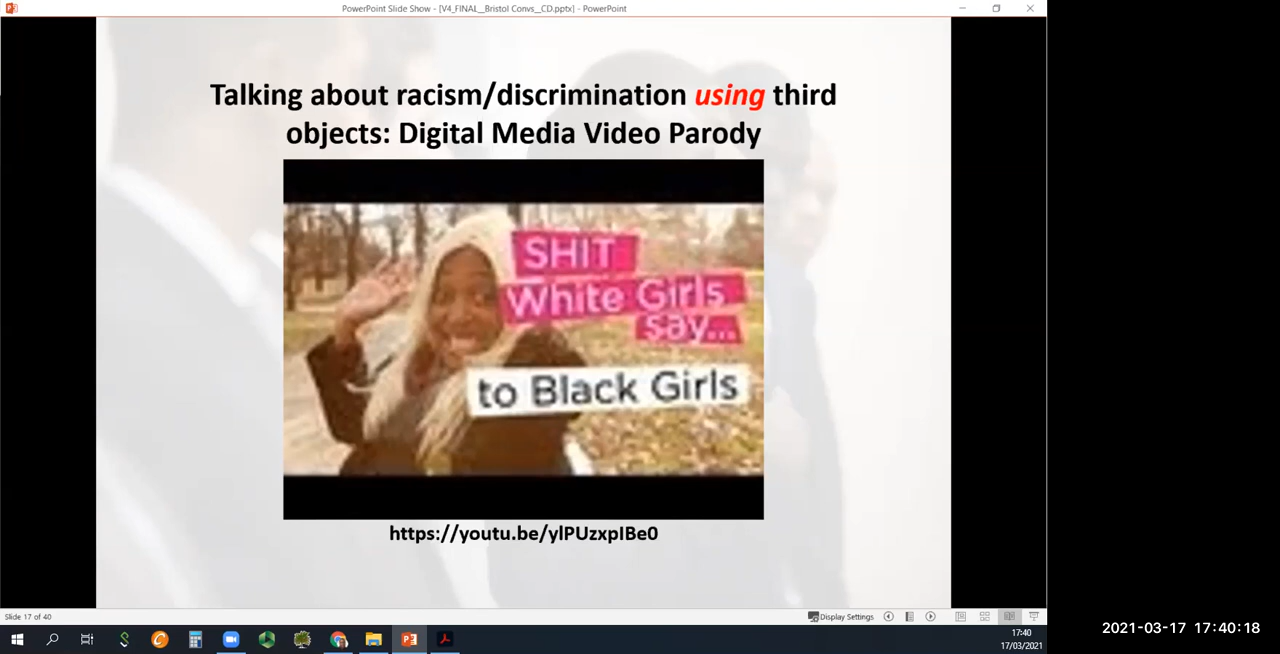 PowerPoint Slide Show - [V4_FINAL__Bristol Convs__CD.pptx] - PowerPoint
Talking about racism/discrimination using third
objects: Digital Media Video Parody
SHIT
White Girls
say...
to Black Girls
https://youtu.be/ylPUzxpIBe0
Slide 17 of 40
Display Settings
17:40
17/03/2021
2021-03-17 17:40:18